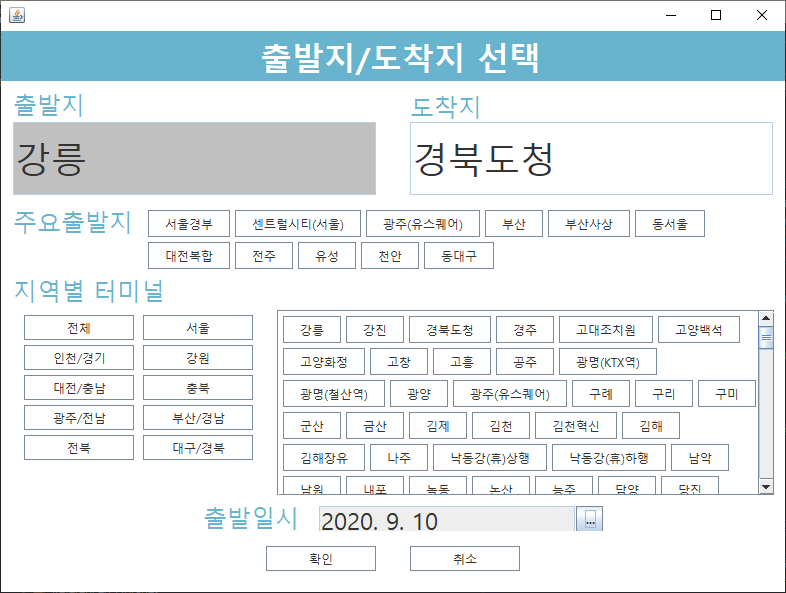 출발지/도착지 선택
출발지
도착지
강릉
경북도청
주요출발지
서울경부 센트럴시티(서울) 광주(유스퀘어) 부산 부산사상 동서울
대전복합 전주 유성 천안 동대구
지역별 터미널
전체 서울
인천/경기 강원
대전/충남 충북
광주/전남 부산/경남
전북 대구/경북
강릉 강진 경북도청 경주 고대조치원 고양백석
고양화정 고창 고흥 공주 광명(KTX역)
광명(철산역) 광양 광주(유스퀘어) 구례 구리 구미
군산 금산 김제 김천 김천혁신 김해
김해장유 나주 낙동강(휴)상행 낙동강(휴)하행 남악
남원 내포 녹동 논산 능주 담양 당진
출발일시 2020. 9. 10 ...
확인 취소